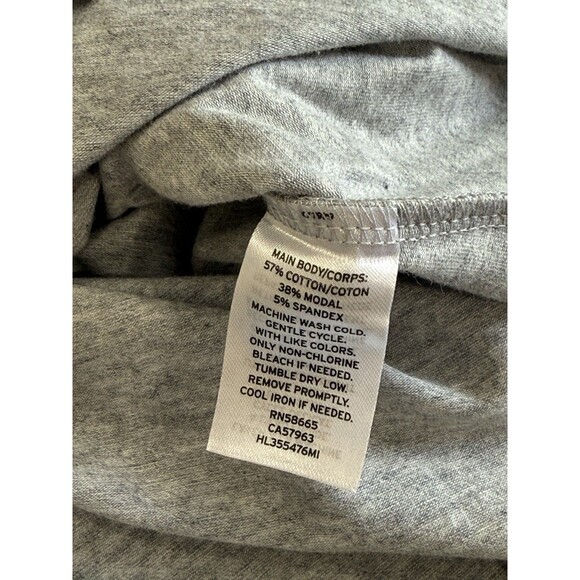 MAIN BODY/CORPS:
57% COTTON/COTON
38% MODAL
5% SPANDEX
MACHINE WASH COLD.
GENTLE CYCLE.
WITH LIKE COLORS.
ONLY NON-CHLORINE
BLEACH IF NEEDED.
TUMBLE DRY LOW.
REMOVE PROMPTLY.
COOL IRON IF NEEDED.
RN58665
CA57963
HL355476MI